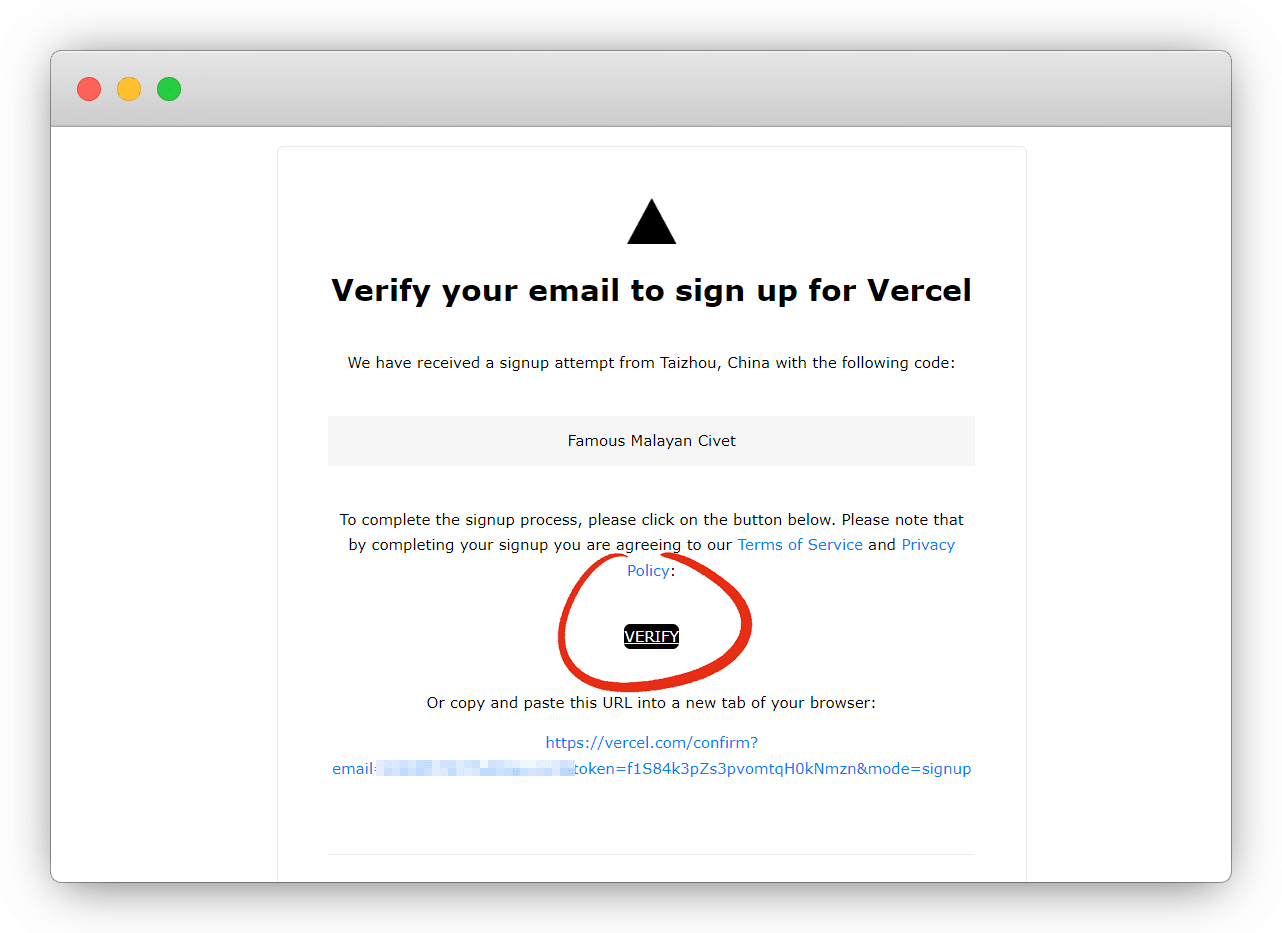 Verify your email to sign up for Vercel
We have received a signup attempt from Taizhou, China with the following code:
Famous Malayan Civet
To complete the signup process, please click on the button below. Please note that
by completing your signup you are agreeing to our Terms of Service and Privacy
Policy:
VERIFY
Or copy and paste this URL into a new tab of your browser:
https://vercel.com/confirm?
email= token=f1S84k3pZs3pvomtqH0kNmzn&mode=signup